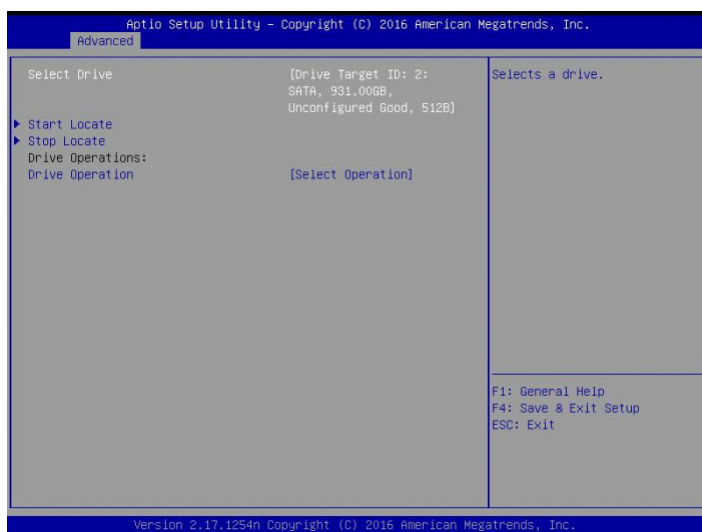 Aptio Setup Utility – Copyright (C) 2016 American Megatrends, Inc.
Advanced
Select Drive [Drive Target ID: 2:
SATA, 931.00GB,
Unconfigured Good, 512B]
Start Locate
Stop Locate
Drive Operations:
Drive Operation [Select Operation]
Selects a drive.
F1: General Help
F4: Save & Exit Setup
ESC: Exit
Version 2.17.1254n Copyright (C) 2016 American Megatrends, Inc.